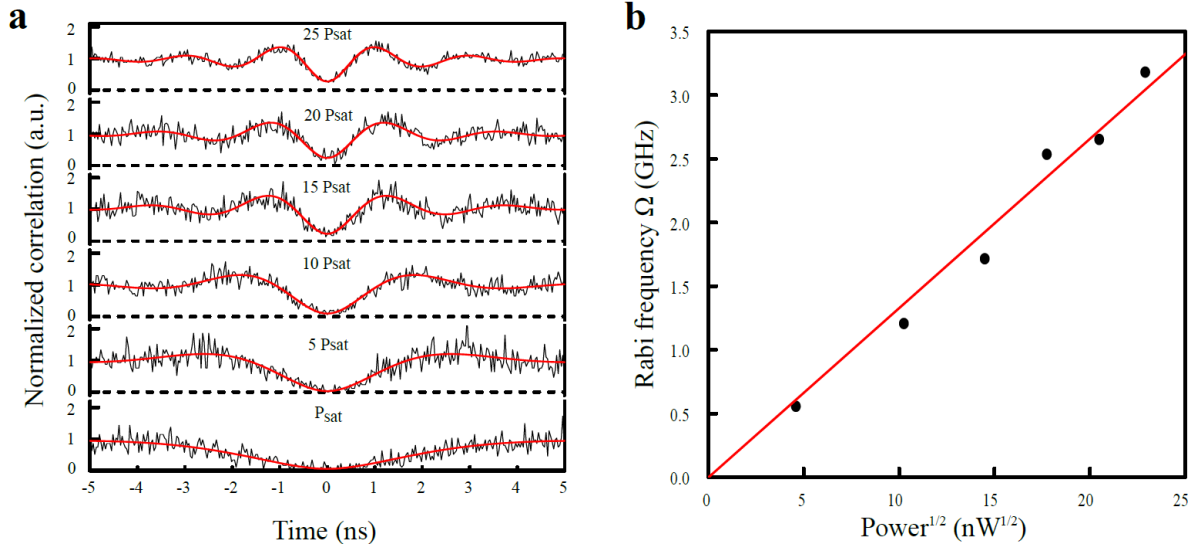 a
Normalized correlation (a.u.)
2
1
0
25 Psat
2
1
0
20 Psat
2
1
0
15 Psat
2
1
0
10 Psat
2
1
0
5 Psat
2
1
0
Psat
-5 -4 -3 -2 -1 0 1 2 3 4 5
Time (ns)
b
Rabi frequency Ω (GHz)
3.5
3.0
2.5
2.0
1.5
1.0
0.5
0.0
0 5 10 15 20 25
Power1/2 (nW1/2)